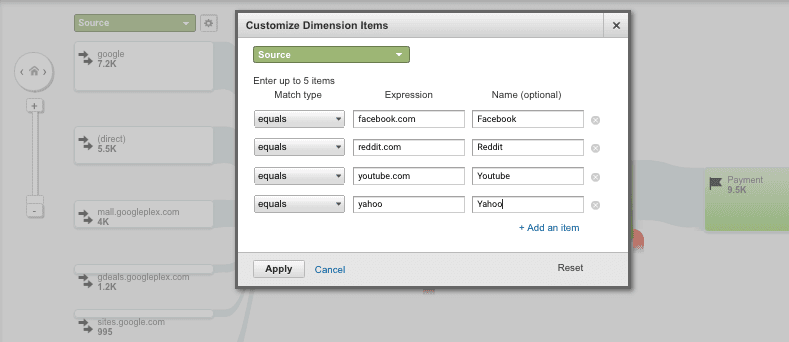 Source
google
7.2K
(direct)
5.5K
mall.googleplex.com
4K
gdeals.googleplex.com
1.2K
sites.google.com
995
Customize Dimension Items
Source
Enter up to 5 items
Match type Expression Name (optional)
equals facebook.com Facebook
equals reddit.com Reddit
equals youtube.com Youtube
equals yahoo Yahoo
+ Add an item
Apply Cancel Reset
Payment
9.5K